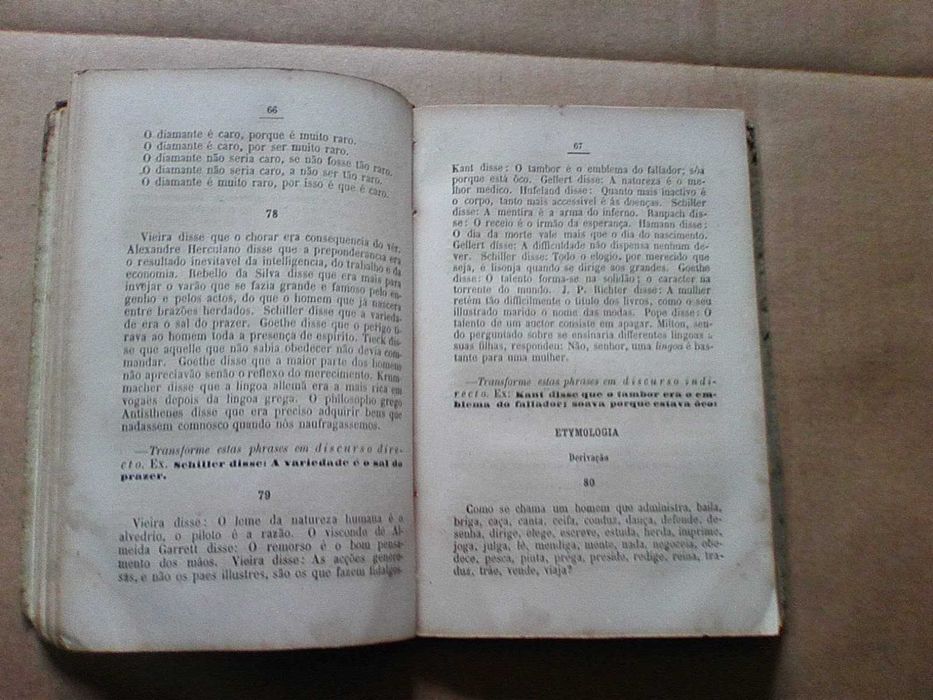 66
O diamante é caro, porque é muito raro.
O diamante é caro, por ser muito raro.
O diamante não seria caro, se não fosse tão raro.
O diamante não seria caro, a não ser tão raro.
O diamante é muito raro, por isso é que é caro.
78
Vieira disse que o chorar era consequencia do vêr.
Alexandre Herculano disse que a preponderancia era
o resultado inevitavel da intelligencia, do trabalho e da
economia. Rebello da Silva disse que era mais para
invejar o varão que se fazia grande e famoso pelo en-
genho e pelos actos, do que o homem que já nascera
entre brazões herdados. Schiller disse que a varieda-
de era o sal do prazer. Goethe disse que o perigo ti-
rava ao homem toda a presença de espirito. Tieck dis-
se que aquelle que não sabia obedecer não devia com-
mandar. Goethe disse que a maior parte dos homens
não apreciavão senão o reflexo do merecimento. Krum-
macher disse que a lingoa allemã era a mais rica em
vogaes depois da lingoa grega. O philosopho grego
Antisthenes disse que era preciso adquirir bens que
nadassem comnosco quando nós naufragassemos.
—Transforme estas phrases em discurso dire-
cto. Ex. Schiller disse: A variedade é o sal do
prazer.
79
Vieira disse: O leme da natureza humana é o
alvedrio, o piloto é a razão. O visconde de Al-
meida Garrett disse: O remorso é o bom pensa-
mento dos máos. Vieira disse: As acções genero-
sas, e não os paes illustres, são os que fazem fidalgos.
67
Kant disse: O tambor é o emblema do fallador; sôa
porque está ôco. Gellert disse: A natureza é o me-
lhor medico. Hufeland disse: Quanto mais inactivo é
o corpo, tanto mais accessivel é ás doenças. Schiller
disse: A mentira é a arma do inferno. Raupach dis-
se: O receio é o irmão da esperança. Hamann disse:
O dia da morte vale mais que o dia do nascimento.
Gellert disse: A difficuldade não dispensa nenhum de-
ver. Schiller disse: Todo o elogio, por merecido que
seja, é lisonja quando se dirige aos grandes. Goethe
disse: O talento forma-se na solidão; o caracter na
torrente do mundo. J. P. Richter disse: A mulher
retêm tão difficilmente o titulo dos livros, como o seu
illustrado marido o nome das modas. Pope disse: O
talento de um auctor consiste em apagar. Milton, sen-
do perguntado sobre se ensinaria differentes lingoas a
suas filhas, respondeu: Não, senhor, uma lingoa é bas-
tante para uma mulher.
—Transforme estas phrases em discurso indi-
recto. Ex: Kant disse que o tambor era o em-
blema do fallador; soava porque estava ôco:
ETYMOLOGIA
Derivação
80
Como se chama um homem que administra, baila,
briga, caça, canta, ceifa, conduz, dança, defende, de-
senha, dirige, elege, escreve, estuda, herda, imprime,
joga, julga, lê, mendiga, mente, nada, negoceia, obe-
dece, pesca, pinta, préga, preside, redige, reina, tra-
duz, tráe, vende, viaja?